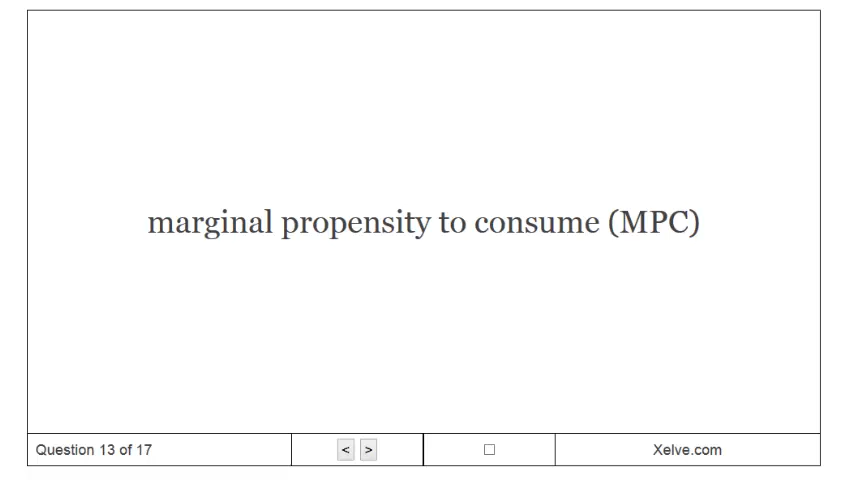 marginal propensity to consume (MPC)
Question 13 of 17
< >
Xelve.com